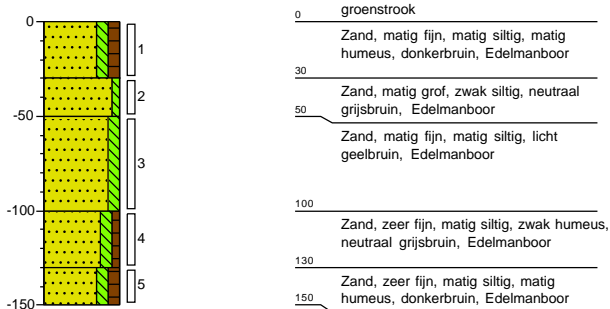 0
-50
-100
-150
1
2
3
4
5
groenstrook
0
Zand, matig fijn, matig siltig, matig
humeus, donkerbruin, Edelmanboor
30
Zand, matig grof, zwak siltig, neutraal
grijsbruin, Edelmanboor
50
Zand, matig fijn, matig siltig, licht
geelbruin, Edelmanboor
100
Zand, zeer fijn, matig siltig, zwak humeus,
neutraal grijsbruin, Edelmanboor
130
Zand, zeer fijn, matig siltig, matig
humeus, donkerbruin, Edelmanboor
150